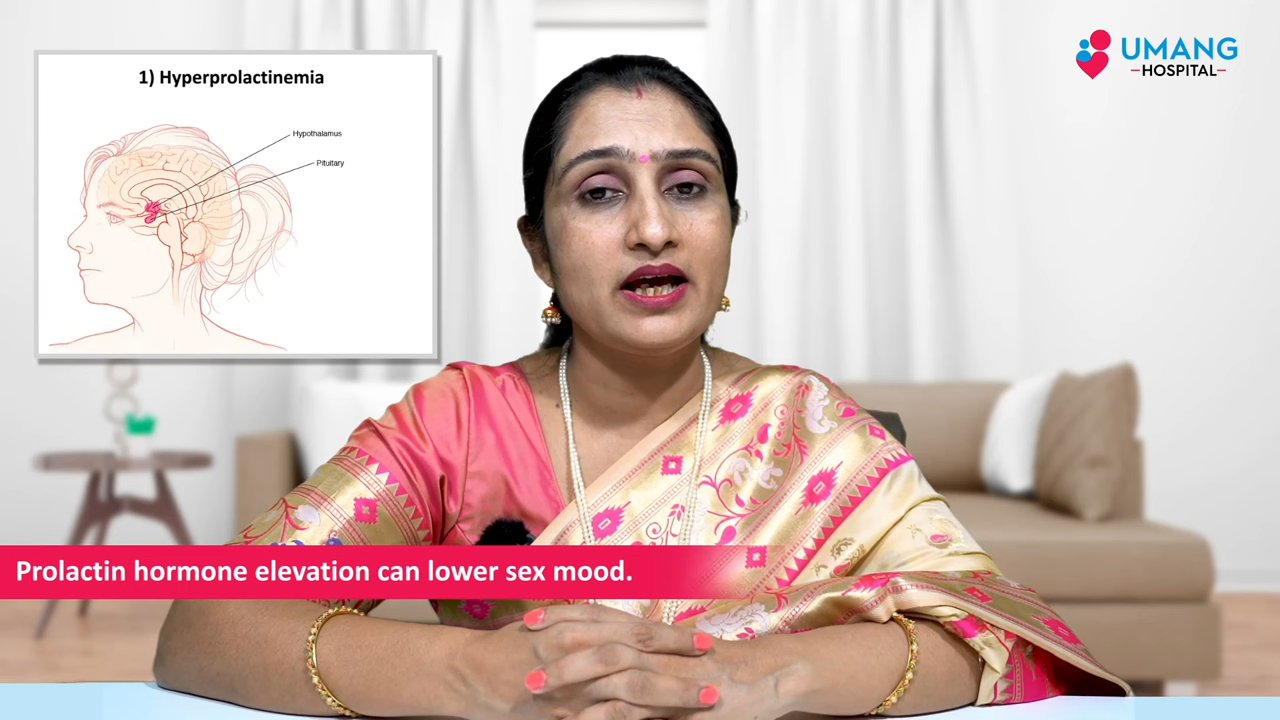 1) Hyperprolactinemia
Hypothalamus
Pituitary
UMANG
HOSPITAL
Prolactin hormone elevation can lower sex mood.